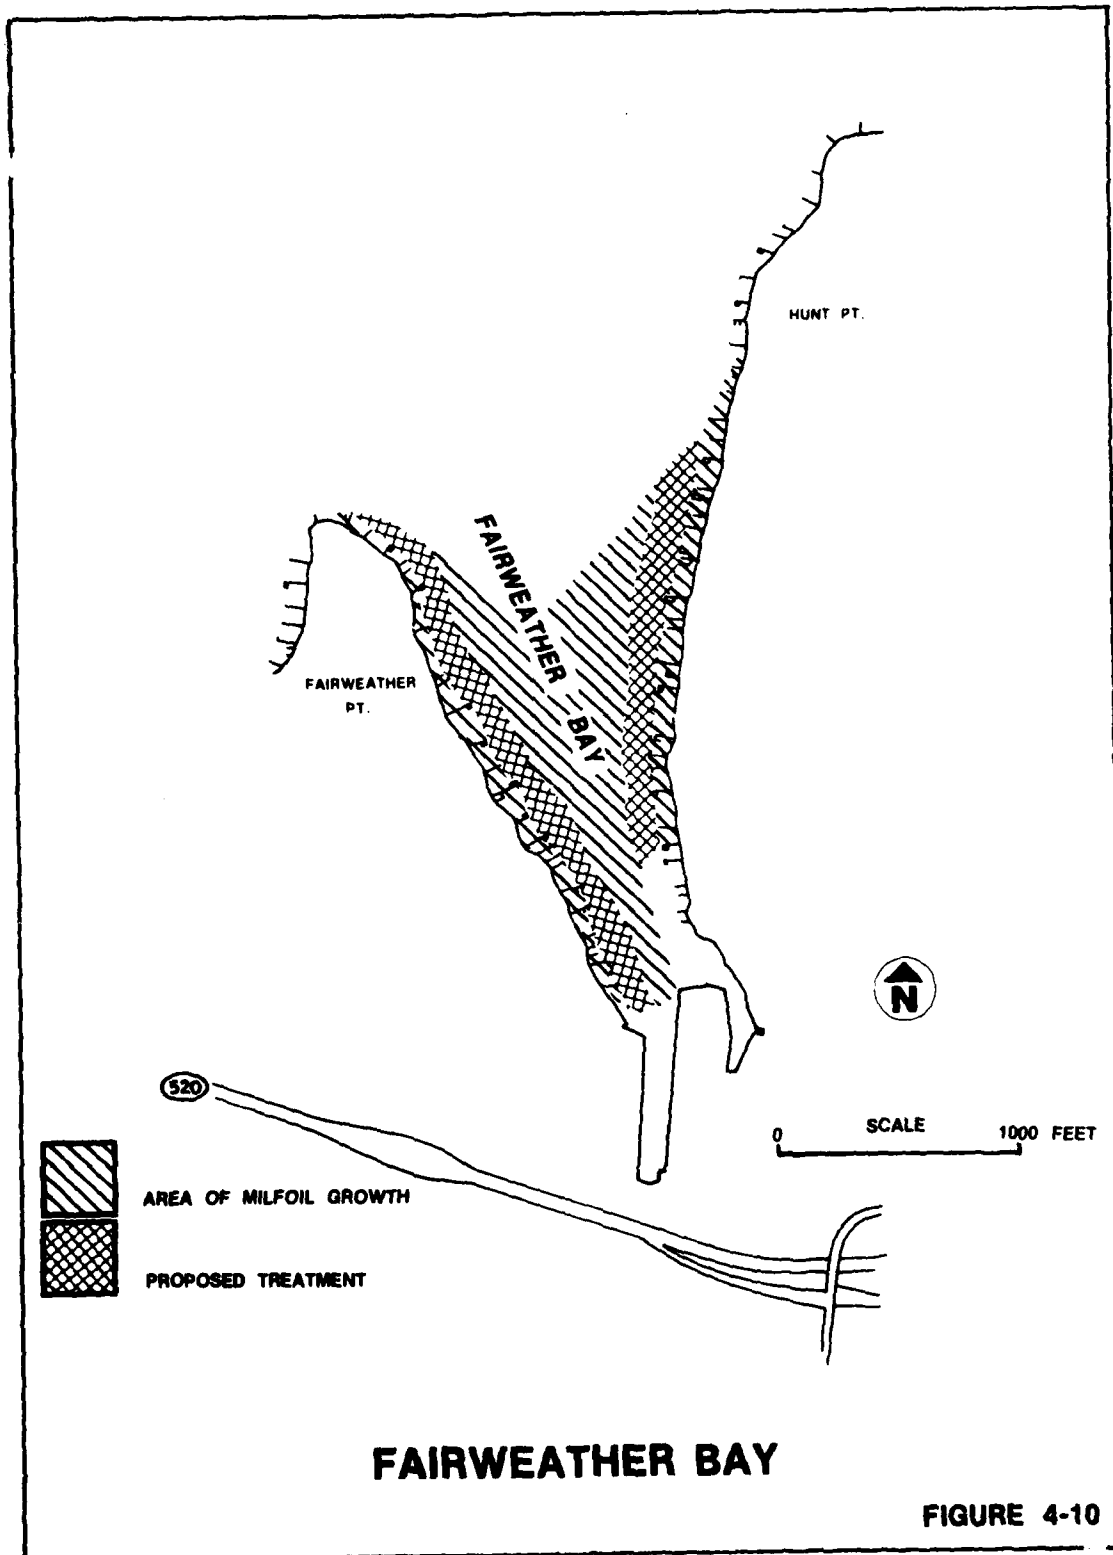 HUNT PT.
FAIRWEATHER BAY
FAIRWEATHER
PT.
N
520
SCALE
0 1000 FEET
AREA OF MILFOIL GROWTH
PROPOSED TREATMENT
FAIRWEATHER BAY
FIGURE 4-10